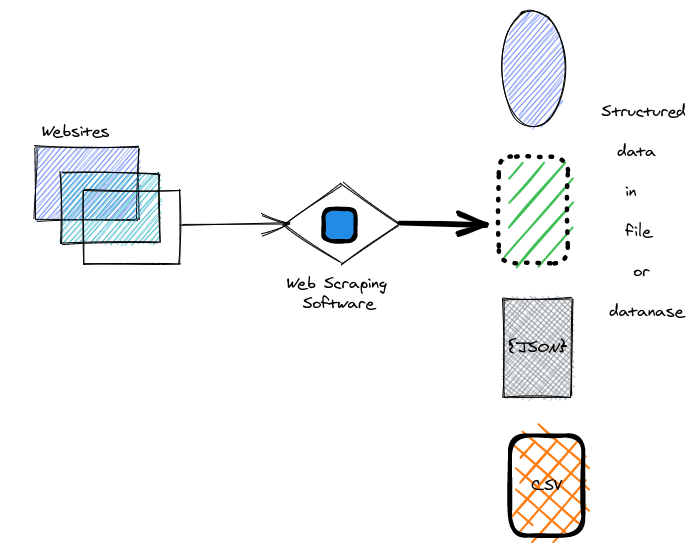 Websites
Web Scraping
Software
Structured
data
in
file
or
datanase
{JSON}
CSV